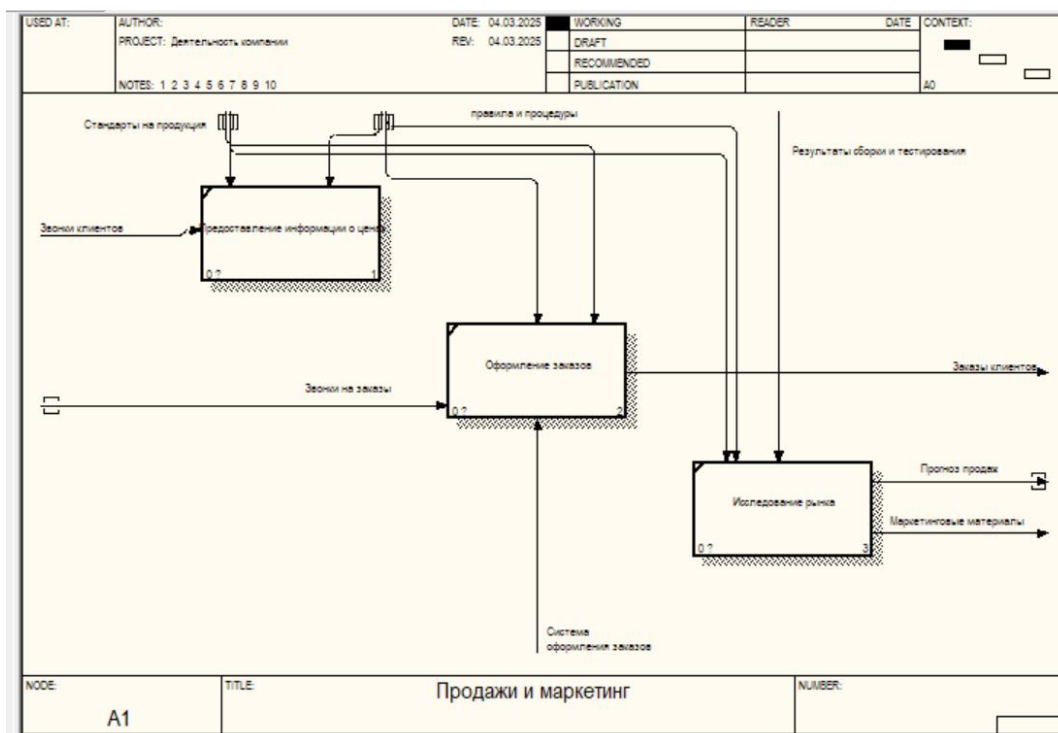 USED AT:
AUTHOR:
DATE: 04.03.2025
WORKING
READER
DATE
CONTEXT:
PROJECT: Деятельность компании
REV: 04.03.2025
DRAFT
RECOMMENDED
NOTES: 1 2 3 4 5 6 7 8 9 10
PUBLICATION
A0
Стандарты на продукция
правила и процедуры
Результаты сборки и тестирования
Звонки клиентов
Предоставление информации о цена
0 ?
1
Оформление заказов
Заказы клиентов
Звонки на заказы
0 ?
2
Прогноз продаж
Исследование рынка
Маркетинговые материалы
0 ?
3
Система
оформления заказов
NODE:
TITLE:
Продажи и маркетинг
NUMBER:
A1